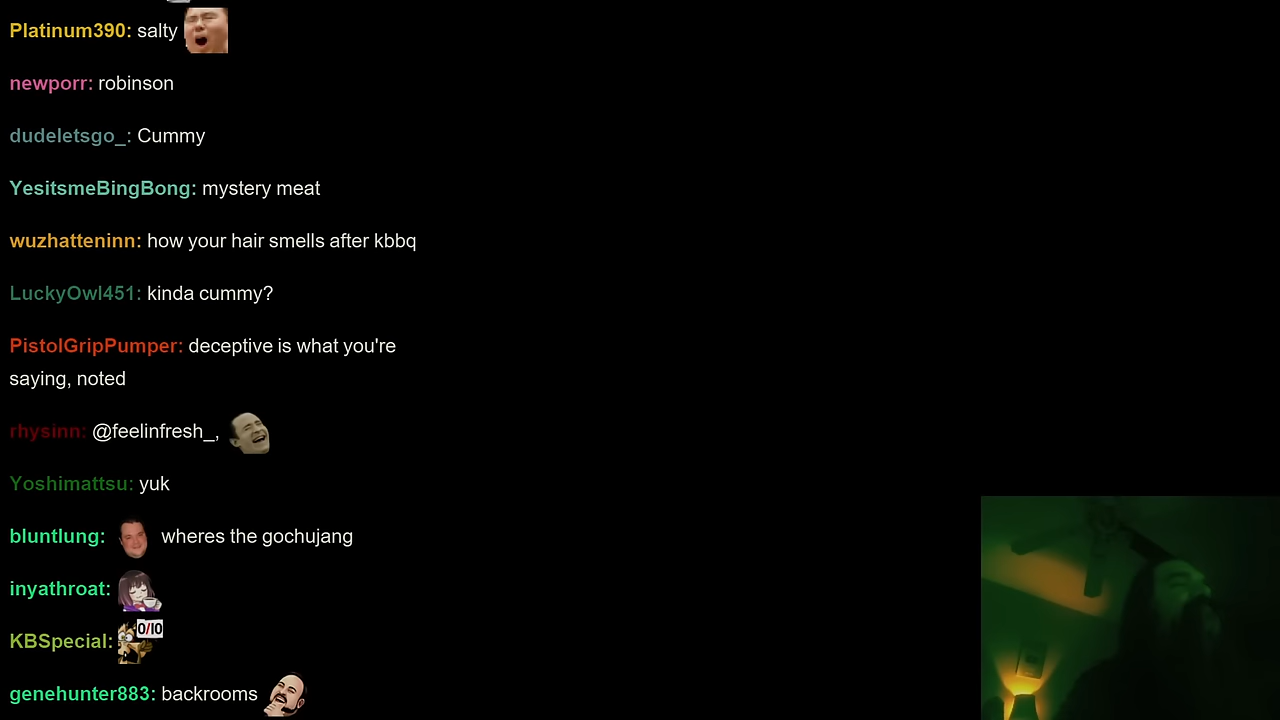 Platinum390: salty
newporr: robinson
dudeletsgo_: Cummy
YesitsmeBingBong: mystery meat
wuzhatteninn: how your hair smells after kbbq
LuckyOwl451: kinda cummy?
PistolGripPumper: deceptive is what you're
saying, noted
rhysinn: @feelinfresh_,
Yoshimattsu: yuk
bluntlung: wheres the gochujang
inyathroat:
KBSpecial: 0/10
genehunter883: backrooms